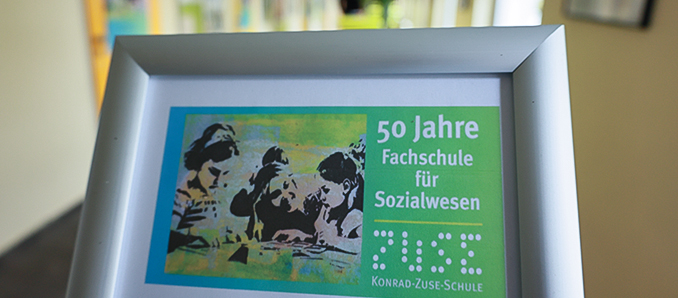 50 Jahre
Fachschule
für
Sozialwesen
ZUSE
KONRAD-ZUSE-SCHULE